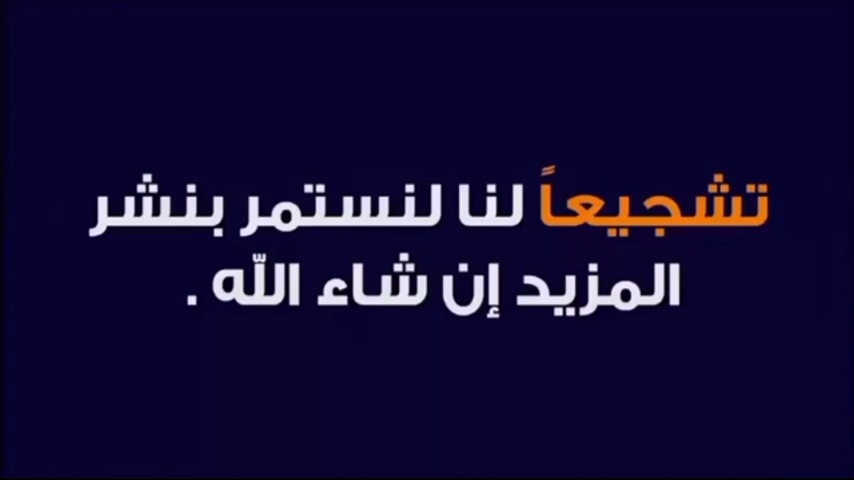 تشجيعاً لنا لنستمر بنشر
المزيد إن شاء الله .